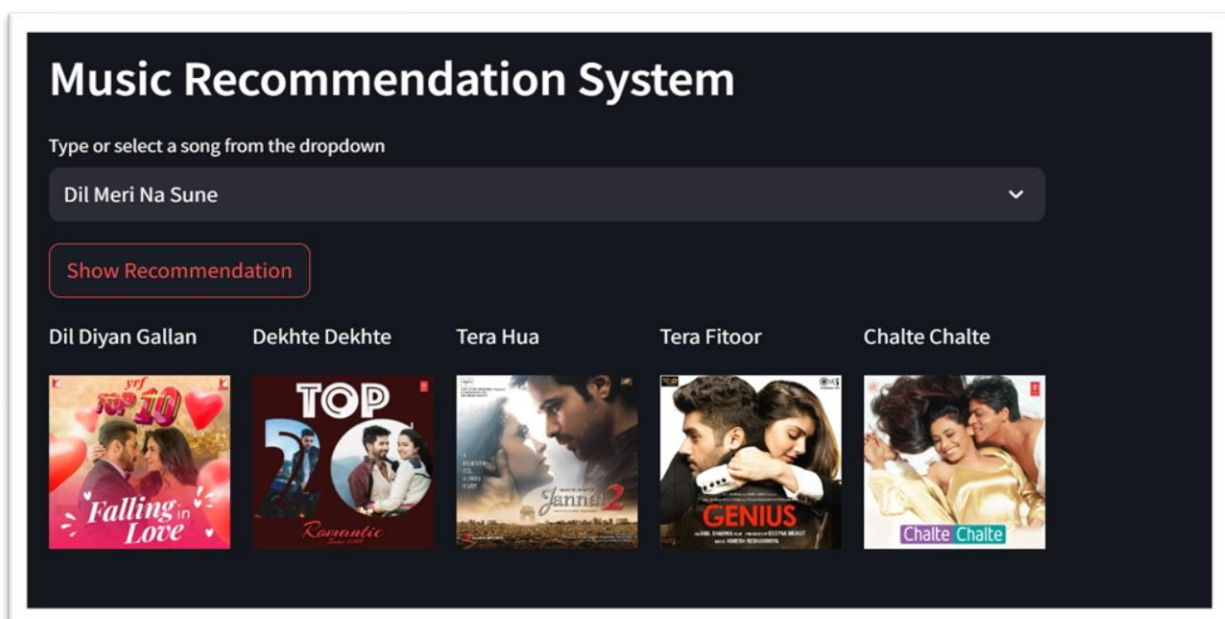 Music Recommendation System
Type or select a song from the dropdown
Dil Meri Na Sune
Show Recommendation
Dil Diyan Gallan
Dekhte Dekhte
Tera Hua
Tera Fitoor
Chalte Chalte
yrf
TOP 10
Falling in
Love
TOP
20
Romantic
Jannat 2
GENIUS
Chalte Chalte